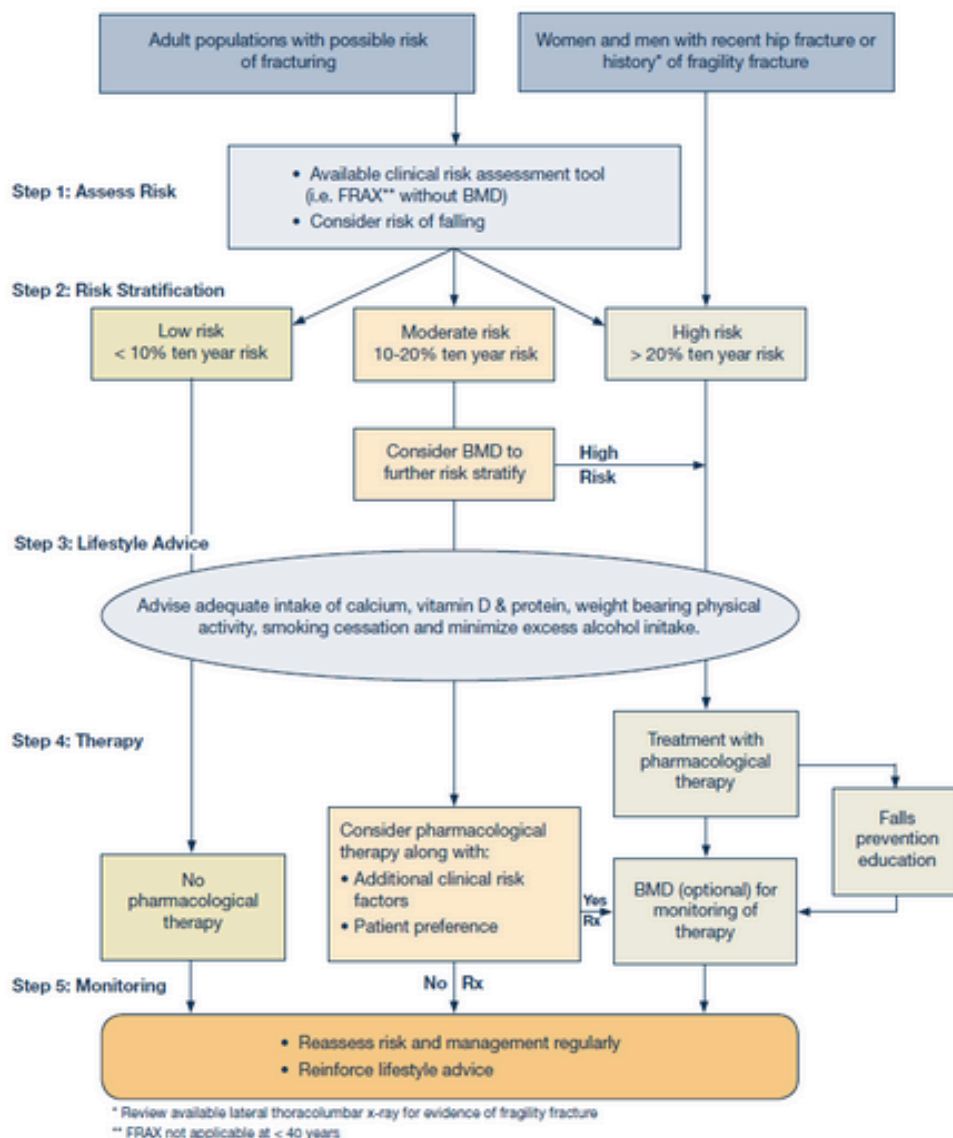 Adult populations with possible risk
of fracturing
Women and men with recent hip fracture or
history* of fragility fracture
Step 1: Assess Risk
• Available clinical risk assessment tool
(i.e. FRAX** without BMD)
• Consider risk of falling
Step 2: Risk Stratification
Low risk
< 10% ten year risk
Moderate risk
10-20% ten year risk
High risk
> 20% ten year risk
Consider BMD to
further risk stratify
High
Risk
Step 3: Lifestyle Advice
Advise adequate intake of calcium, vitamin D & protein, weight bearing physical
activity, smoking cessation and minimize excess alcohol initake.
Step 4: Therapy
Treatment with
pharmacological
therapy
Falls
prevention
education
Consider pharmacological
therapy along with:
• Additional clinical risk
factors
• Patient preference
No
pharmacological
therapy
Yes
Rx
BMD (optional) for
monitoring of
therapy
Step 5: Monitoring
No Rx
• Reassess risk and management regularly
• Reinforce lifestyle advice
* Review available lateral thoracolumbar x-ray for evidence of fragility fracture
** FRAX not applicable at < 40 years